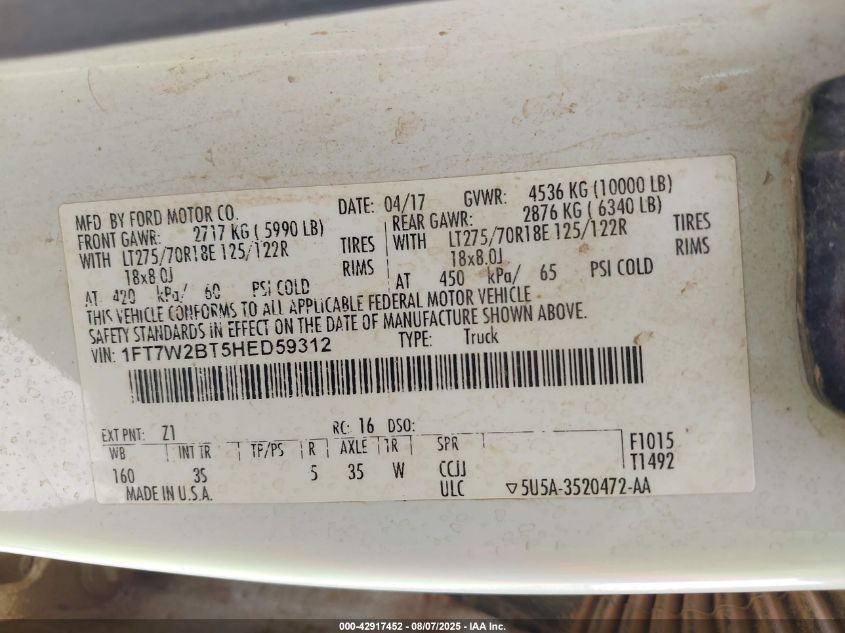 MFD BY FORD MOTOR CO. DATE: 04/17 GVWR: 4536 KG (10000 LB)
FRONT GAWR: 2717 KG ( 5990 LB) REAR GAWR: 2876 KG ( 6340 LB)
WITH LT275/70R18E 125/122R TIRES WITH LT275/70R18E 125/122R TIRES
18x8.0J RIMS 18x8.0J RIMS
AT 420 kPa/ 60 PSI COLD AT 450 kPa/ 65 PSI COLD
THIS VEHICLE CONFORMS TO ALL APPLICABLE FEDERAL MOTOR VEHICLE
SAFETY STANDARDS IN EFFECT ON THE DATE OF MANUFACTURE SHOWN ABOVE.
VIN: 1FT7W2BT5HED59312 TYPE: Truck
EXT PNT: Z1 RC: 16 DSO:
WB INT TR TP/PS R AXLE TR SPR F1015
160 3S 5 35 W CCJJ T1492
MADE IN U.S.A. ULC ▽5U5A-3520472-AA
000-42917452 - 08/07/2025 - IAA Inc.